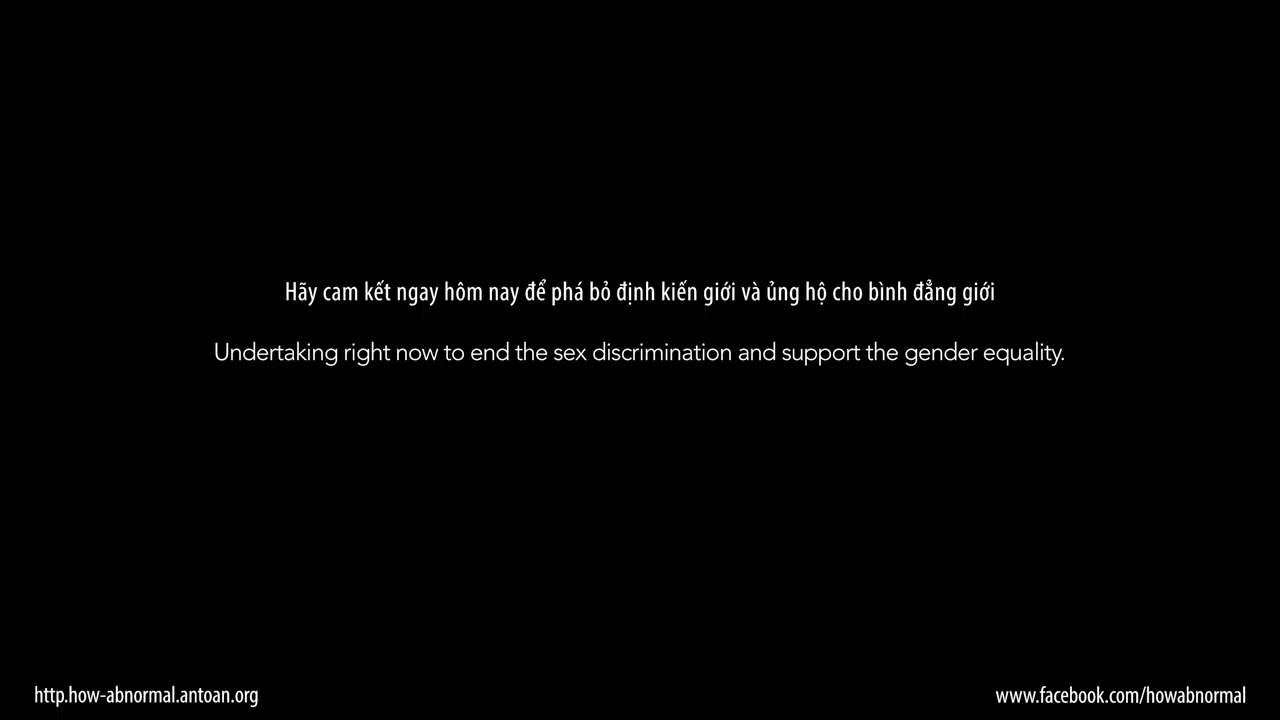 Hãy cam kết ngay hôm nay để phá bỏ định kiến giới và ủng hộ cho bình đẳng giới
Undertaking right now to end the sex discrimination and support the gender equality.
http.how-abnormal.antoan.org
www.facebook.com/howabnormal